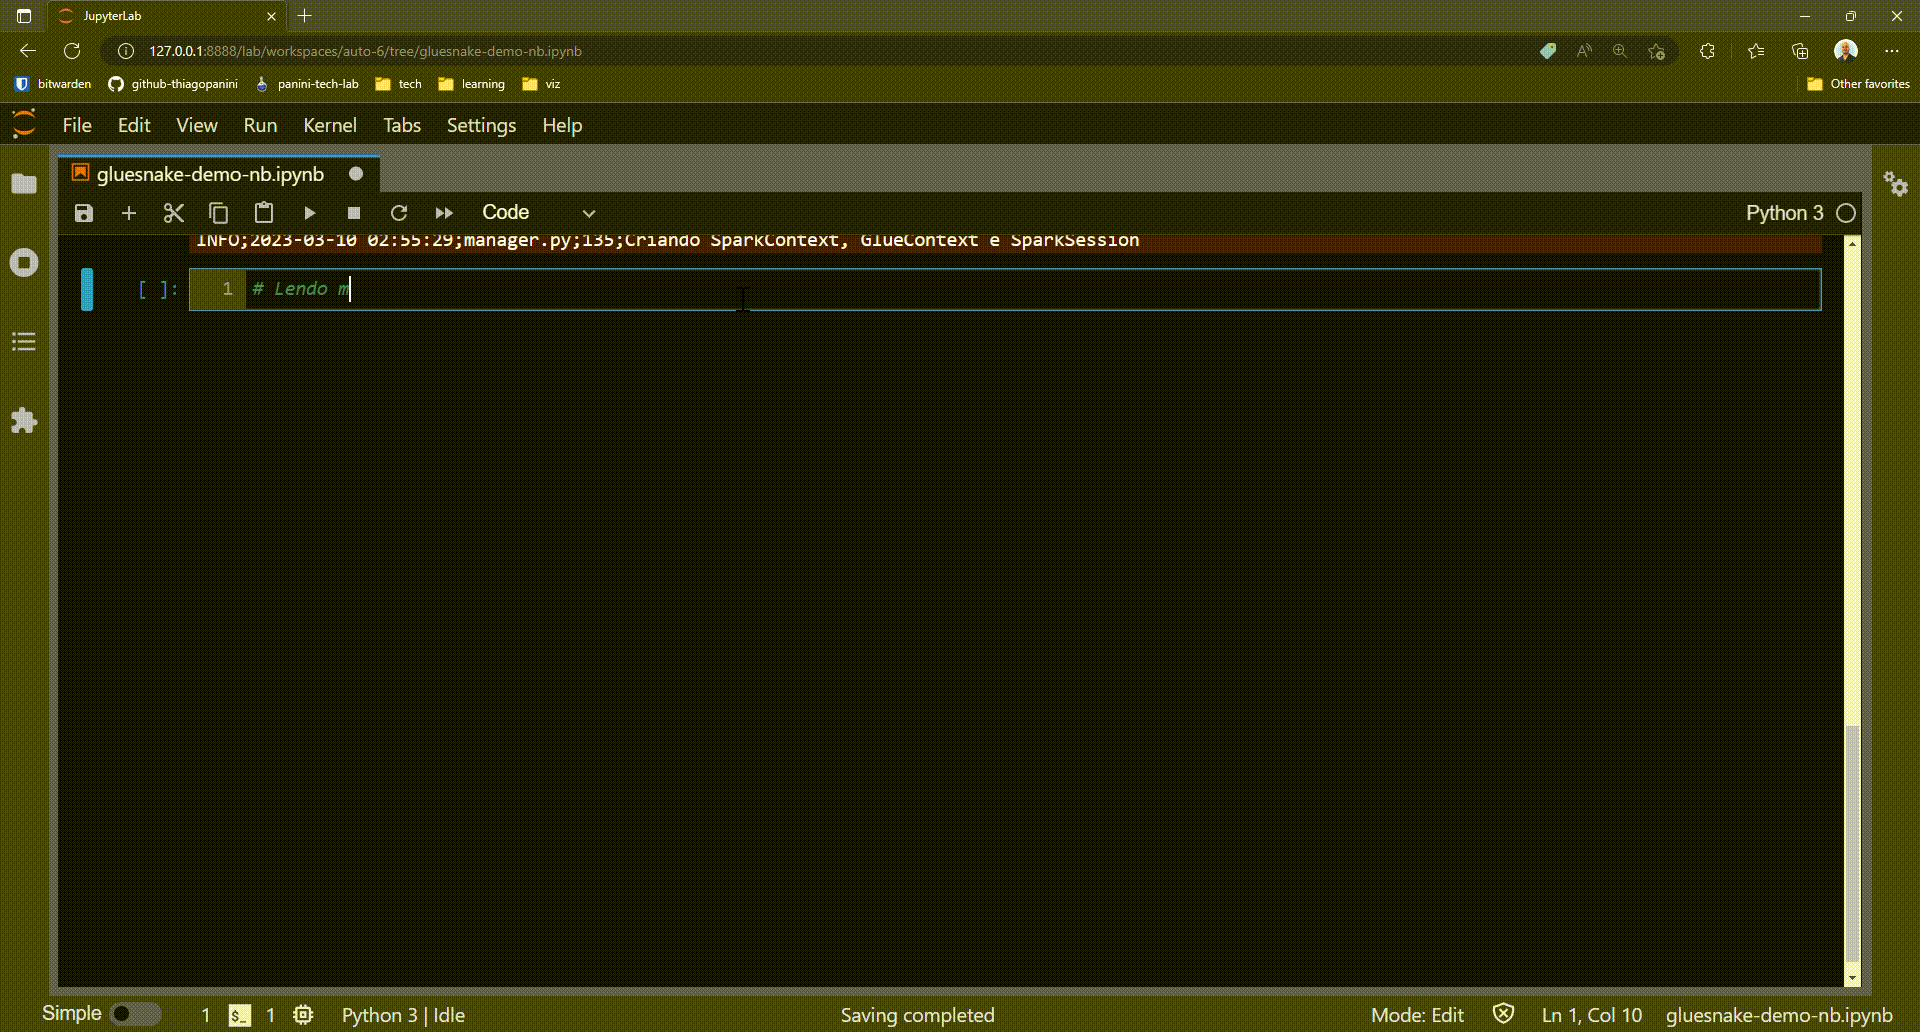 JupyterLab
127.0.0.1:8888/lab/workspaces/auto-6/tree/gluesnake-demo-nb.ipynb
bitwarden github-thiagopanini panini-tech-lab tech learning viz Other favorites
File Edit View Run Kernel Tabs Settings Help
gluesnake-demo-nb.ipynb
Code Python 3
INFO;2023-03-10 02:55:29;manager.py;135;Criando SparkContext, GlueContext e SparkSession
[ ]: 1 # Lendo m
Simple 1 $_ 1 Python 3 | Idle Saving completed Mode: Edit Ln 1, Col 10 gluesnake-demo-nb.ipynb